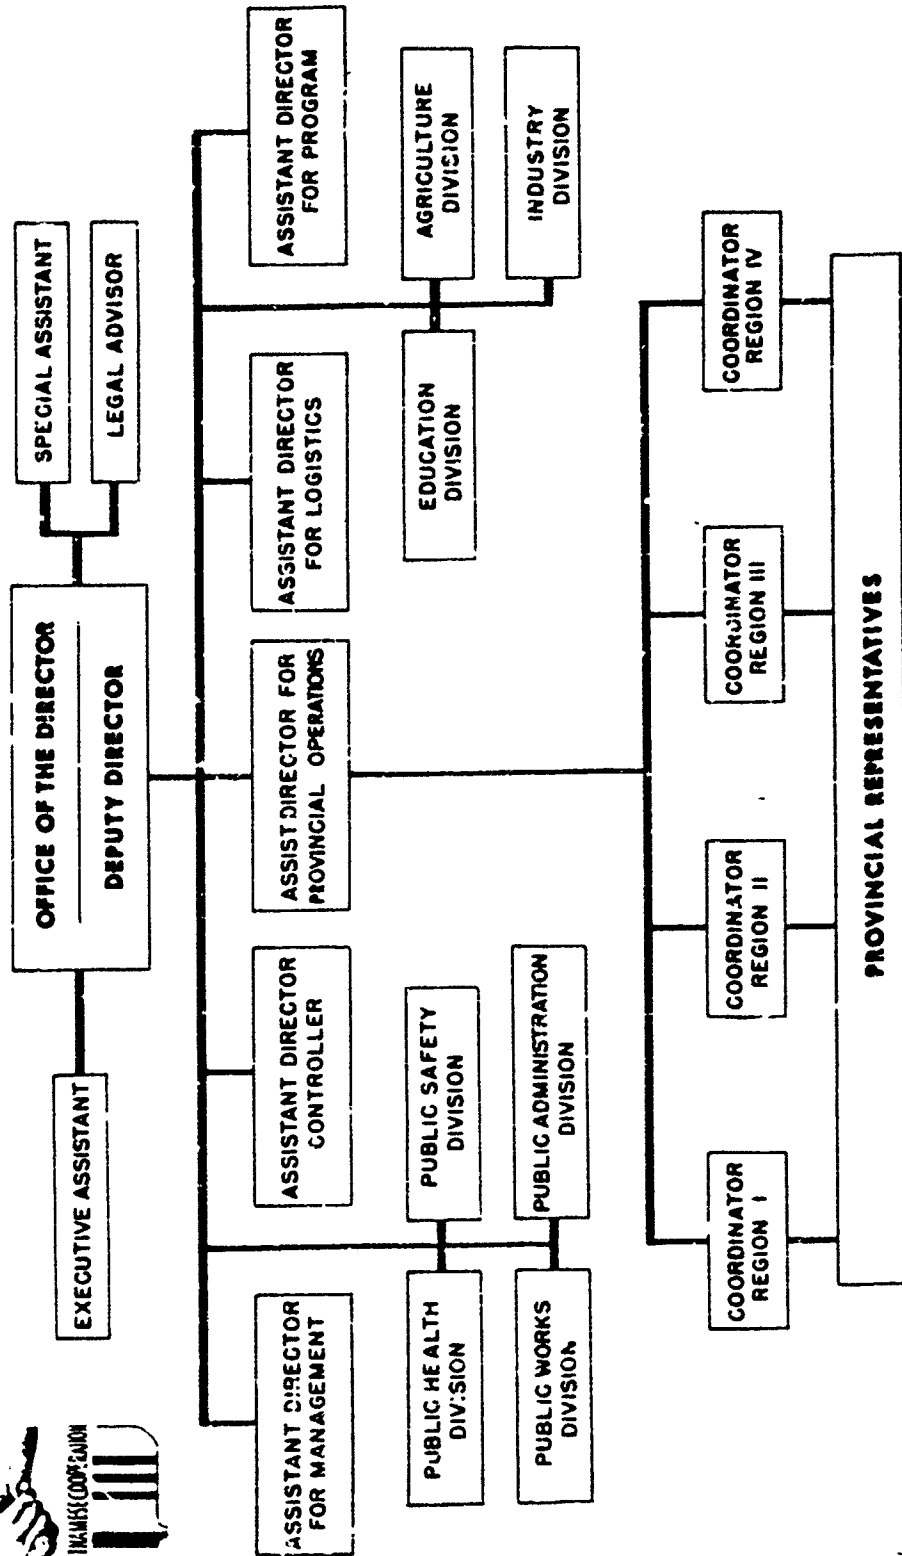 OFFICE OF THE DIRECTOR
DEPUTY DIRECTOR
EXECUTIVE ASSISTANT
SPECIAL ASSISTANT
LEGAL ADVISOR
ASSISTANT DIRECTOR
FOR MANAGEMENT
ASSISTANT DIRECTOR
CONTROLLER
ASSIST DIRECTOR FOR
PROVINCIAL OPERATIONS
ASSISTANT DIRECTOR
FOR LOGISTICS
ASSISTANT DIRECTOR
FOR PROGRAM
PUBLIC HEALTH
DIVISION
PUBLIC SAFETY
DIVISION
EDUCATION
DIVISION
AGRICULTURE
DIVISION
PUBLIC WORKS
DIVISION
PUBLIC ADMINISTRATION
DIVISION
INDUSTRY
DIVISION
COORDINATOR
REGION I
COORDINATOR
REGION II
COORDINATOR
REGION III
COORDINATOR
REGION IV
PROVINCIAL REPRESENTATIVES